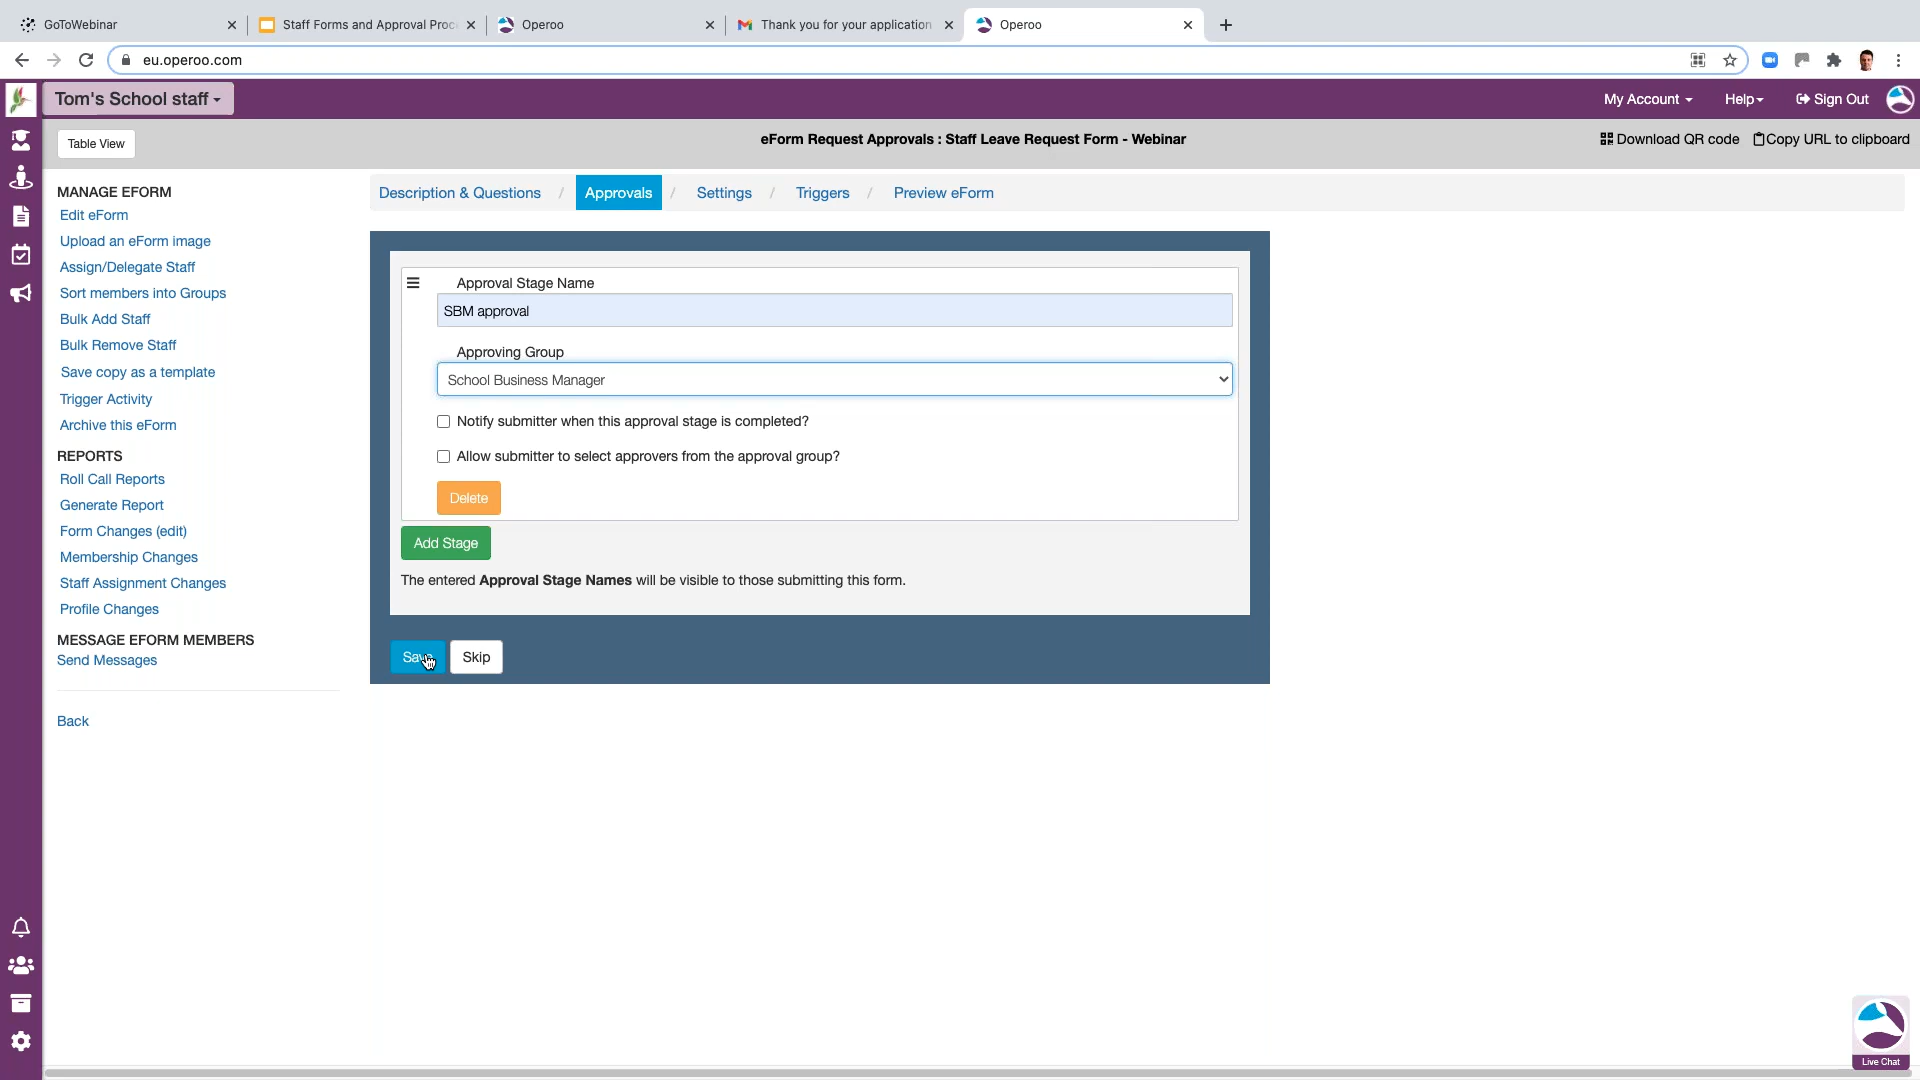 GoToWebinar
Staff Forms and Approval Proc
Operoo
Thank you for your application
Operoo
eu.operoo.com
Tom's School staff
My Account
Help
Sign Out
Table View
eForm Request Approvals : Staff Leave Request Form - Webinar
Download QR code
Copy URL to clipboard
MANAGE EFORM
Edit eForm
Upload an eForm image
Assign/Delegate Staff
Sort members into Groups
Bulk Add Staff
Bulk Remove Staff
Save copy as a template
Trigger Activity
Archive this eForm
REPORTS
Roll Call Reports
Generate Report
Form Changes (edit)
Membership Changes
Staff Assignment Changes
Profile Changes
MESSAGE EFORM MEMBERS
Send Messages
Back
Description & Questions / Approvals / Settings / Triggers / Preview eForm
Approval Stage Name
SBM approval
Approving Group
School Business Manager
Notify submitter when this approval stage is completed?
Allow submitter to select approvers from the approval group?
Delete
Add Stage
The entered Approval Stage Names will be visible to those submitting this form.
Save
Skip
Live Chat